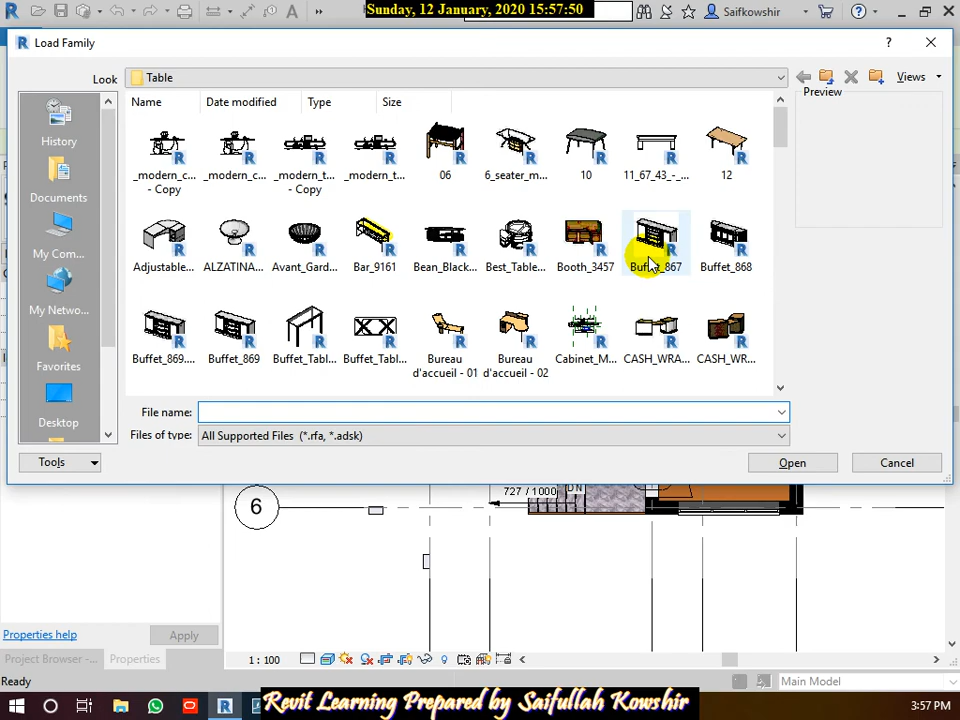 Sunday, 12 January, 2020 15:57:50
Saifkowshir
Load Family
Look
Table
Views
Preview
Name Date modified Type Size
History
Documents
My Com...
My Netwo...
Favorites
Desktop
_modern_c... - Copy
_modern_c...
_modern_t... - Copy
_modern_t...
06
6_seater_m...
10
11_67_43_-_...
12
Adjustable...
ALZATINA...
Avant_Gard...
Bar_9161
Bean_Black...
Best_Table...
Booth_3457
Buffet_867
Buffet_868
Buffet_869....
Buffet_869
Buffet_Tabl...
Buffet_Tabl...
Bureau d'accueil - 01
Bureau d'accueil - 02
Cabinet_M...
CASH_WRA...
CASH_WR...
File name:
Files of type: All Supported Files (*.rfa, *.adsk)
Tools
Open
Cancel
727 / 1000
DN
6
Properties help
Apply
Project Browser -...
Properties
1 : 100
Ready
Main Model
Revit Learning Prepared by Saifullah Kowshir
3:57 PM